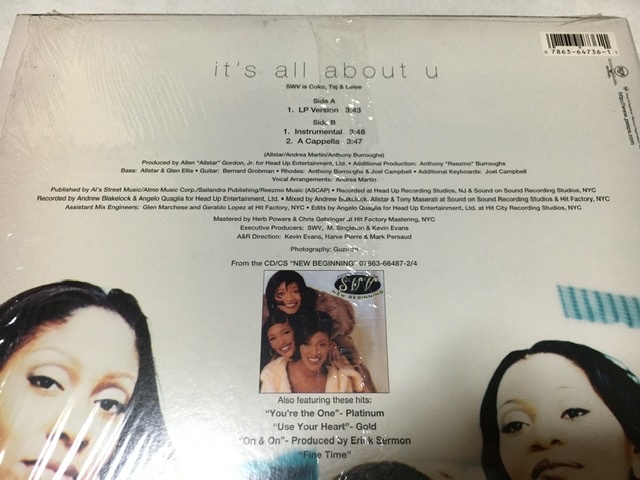 it's all about u
SWV is Coko, Taj & Lelee
Side A
1. LP Version 3:43
Side B
1. Instrumental 3:48
2. A Cappella 3:47
(Allstar/Andrea Martin/Anthony Burroughs)
Produced by Allen "Allstar" Gordon, Jr. for Head Up Entertainment, Ltd. • Additional Production: Anthony "Reezmo" Burroughs
Bass: Allstar & Glen Ellis • Guitar: Bernard Grobman • Rhodes: Anthony Burroughs & Joel Campbell • Additional Keyboards: Joel Campbell
Vocal Arrangements: Andrea Martin
Published by Al's Street Music/Almo Music Corp/Sailandra Publishing/Reezmo Music (ASCAP) • Recorded at Head Up Recording Studios, NJ & Sound on Sound Recording Studios, NYC
Recorded by Andrew Blakelock & Angelo Quaglia for Head Up Entertainment, Ltd. • Mixed by Andrew Blakelock, Allstar & Tony Maserati at Sound on Sound Recording Studios & Hit Factory, NYC
Assistant Mix Engineers: Glen Marchese and Geraldo Lopez at Hit Factory, NYC • Edits by Angelo Quaglia for Head Up Entertainment, Ltd. at Hit City Recording Studios, NYC
Mastered by Herb Powers & Chris Gehringer at Hit Factory Mastering, NYC
Executive Producers: SWV, M. Singleton & Kevin Evans
A&R Direction: Kevin Evans, Harve Pierre & Mark Persaud
Photography: Guzman
From the CD/CS "NEW BEGINNING" 07863-66487-2/4
SWV
NEW BEGINNING
Also featuring these hits:
"You're the One"- Platinum
"Use Your Heart"- Gold
"On & On"- Produced by Erick Sermon
"Fine Time"
0 7863-64736-1 1